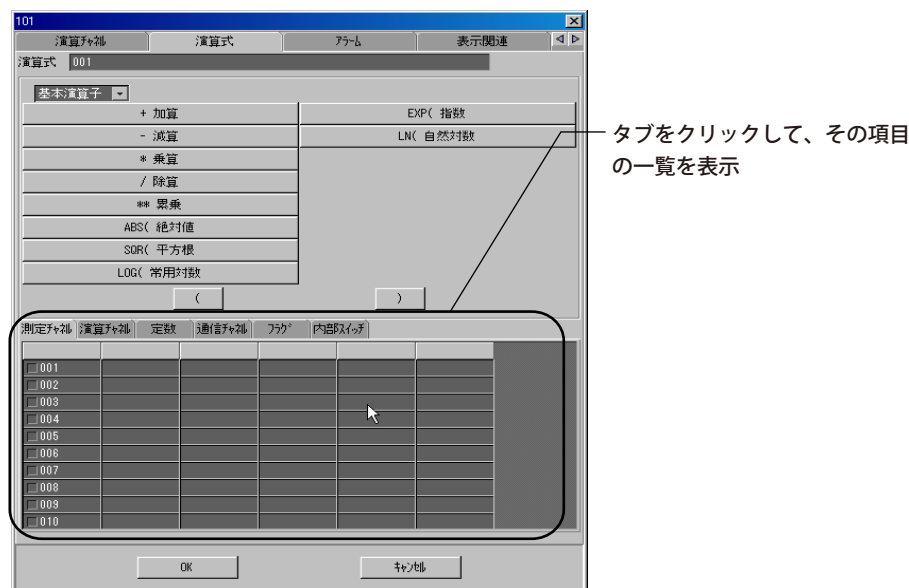 101
演算ﾁｬﾈﾙ 演算式 ｱﾗｰﾑ 表示関連
演算式 001
基本演算子
+ 加算 EXP( 指数
- 減算 LN( 自然対数
* 乗算
/ 除算
** 累乗
ABS( 絶対値
SQR( 平方根
LOG( 常用対数
( )
測定ﾁｬﾈﾙ 演算ﾁｬﾈﾙ 定数 通信ﾁｬﾈﾙ ﾌﾗｸﾞ 内部ｽｲｯﾁ
001
002
003
004
005
006
007
008
009
010
OK ｷｬﾝｾﾙ
タブをクリックして、その項目
の一覧を表示